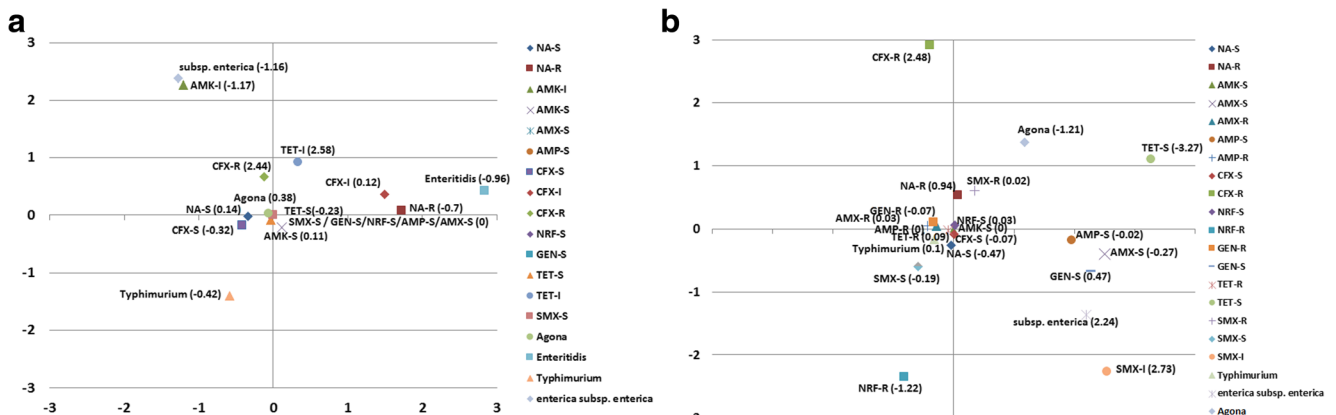 a
3
2
1
0
-1
-2
-3
-3
-2
-1
0
1
2
3
subsp. enterica (-1.16)
AMK-I (-1.17)
TET-I (2.58)
CFX-R (2.44)
CFX-I (0.12)
Enteritidis (-0.96)
Agona (0.38)
NA-S (0.14)
TET-S(-0.23)
NA-R (-0.7)
SMX-S / GEN-S/NRF-S/AMP-S/AMX-S (0)
CFX-S (-0.32)
AMK-S (0.11)
Typhimurium (-0.42)
NA-S
NA-R
AMK-I
AMK-S
AMX-S
AMP-S
CFX-S
CFX-I
CFX-R
NRF-S
GEN-S
TET-S
TET-I
SMX-S
Agona
Enteritidis
Typhimurium
enterica subsp. enterica
b
3
2
1
0
-1
-2
CFX-R (2.48)
Agona (-1.21)
TET-S (-3.27)
NA-R (0.94)
SMX-R (0.02)
GEN-R (-0.07)
AMX-R (0.03)
NRF-S (0.03)
AMP-R (0)
AMK-S (0)
TET-R (0.09)
CFX-S (-0.07)
AMP-S (-0.02)
Typhimurium (0.1)
NA-S (-0.47)
AMX-S (-0.27)
SMX-S (-0.19)
GEN-S (0.47)
subsp. enterica (2.24)
SMX-I (2.73)
NRF-R (-1.22)
NA-S
NA-R
AMK-S
AMX-S
AMX-R
AMP-S
AMP-R
CFX-S
CFX-R
NRF-S
NRF-R
GEN-R
GEN-S
TET-R
TET-S
SMX-R
SMX-S
SMX-I
Typhimurium
enterica subsp. enterica
Agona